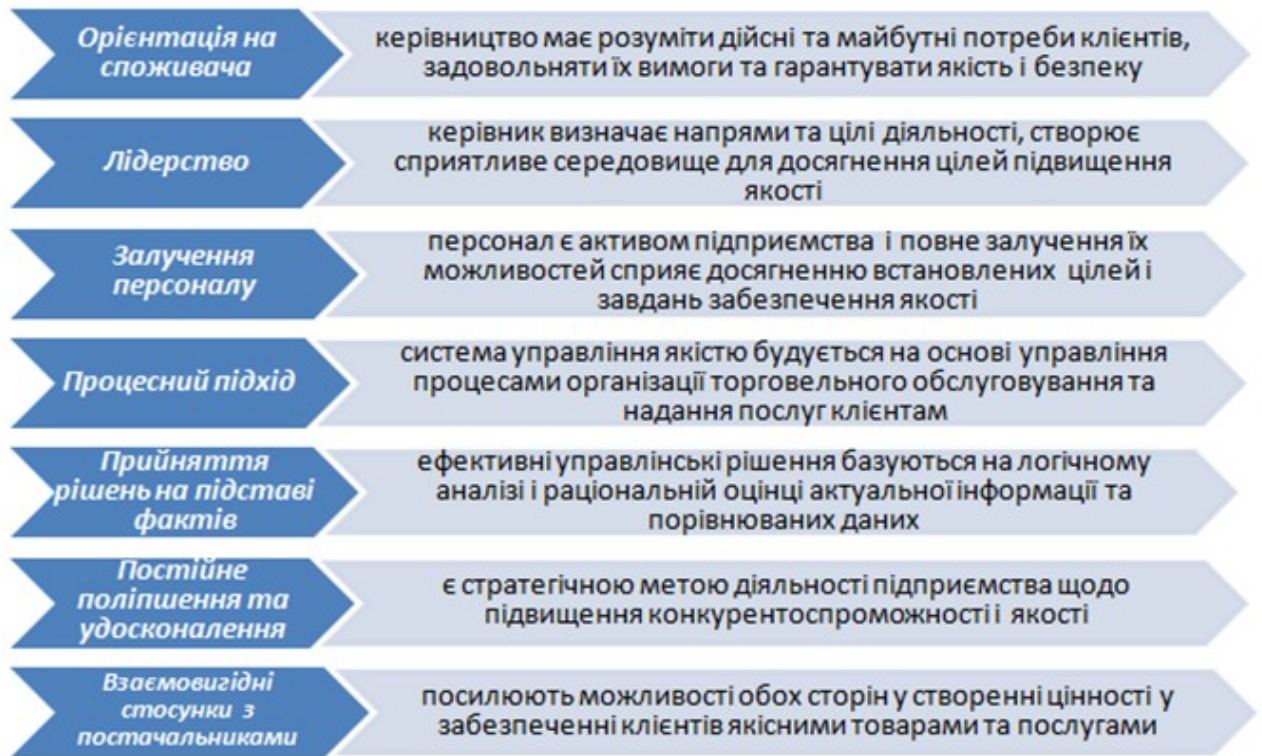 Орієнтація на
споживача
керівництво має розуміти дійсні та майбутні потреби клієнтів,
задовольняти їх вимоги та гарантувати якість і безпеку
Лідерство
керівник визначає напрями та цілі діяльності, створює
сприятливе середовище для досягнення цілей підвищення
якості
Залучення
персоналу
персонал є активом підприємства і повне залучення їх
можливостей сприяє досягненню встановлених цілей і
завдань забезпечення якості
Процесний підхід
система управління якістю будується на основі управління
процесами організації торговельного обслуговування та
надання послуг клієнтам
Прийняття
рішень на підставі
фактів
ефективні управлінські рішення базуються на логічному
аналізі і раціональній оцінці актуальної інформації та
порівнюваних даних
Постійне
поліпшення та
удосконалення
є стратегічною метою діяльності підприємства щодо
підвищення конкурентоспроможності і якості
Взаємовигідні
стосунки з
постачальниками
посилюють можливості обох сторін у створенні цінності у
забезпеченні клієнтів якісними товарами та послугами